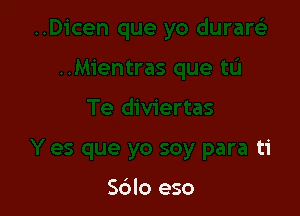 ..Dicen que yo duraré
..Mientras que tú
Te diviertas
Y es que yo soy para ti
Sólo eso